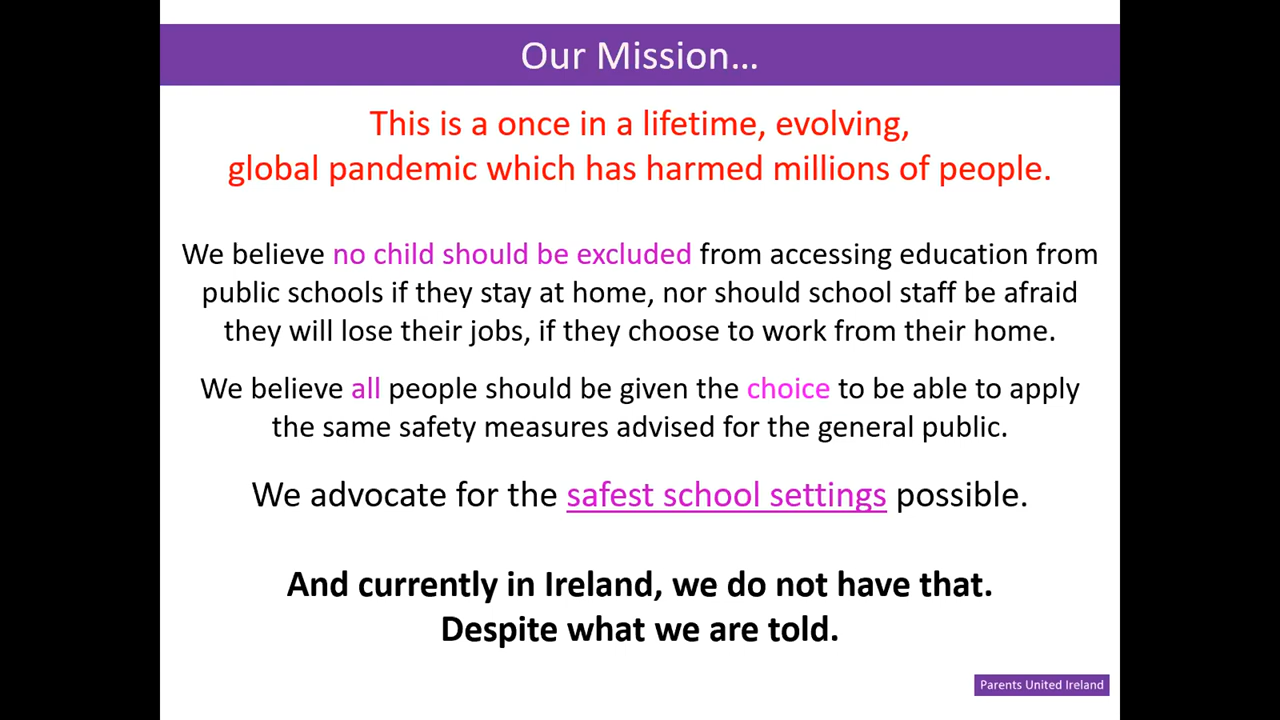 Our Mission...
This is a once in a lifetime, evolving,
global pandemic which has harmed millions of people.
We believe no child should be excluded from accessing education from
public schools if they stay at home, nor should school staff be afraid
they will lose their jobs, if they choose to work from their home.
We believe all people should be given the choice to be able to apply
the same safety measures advised for the general public.
We advocate for the safest school settings possible.
And currently in Ireland, we do not have that.
Despite what we are told.
Parents United Ireland